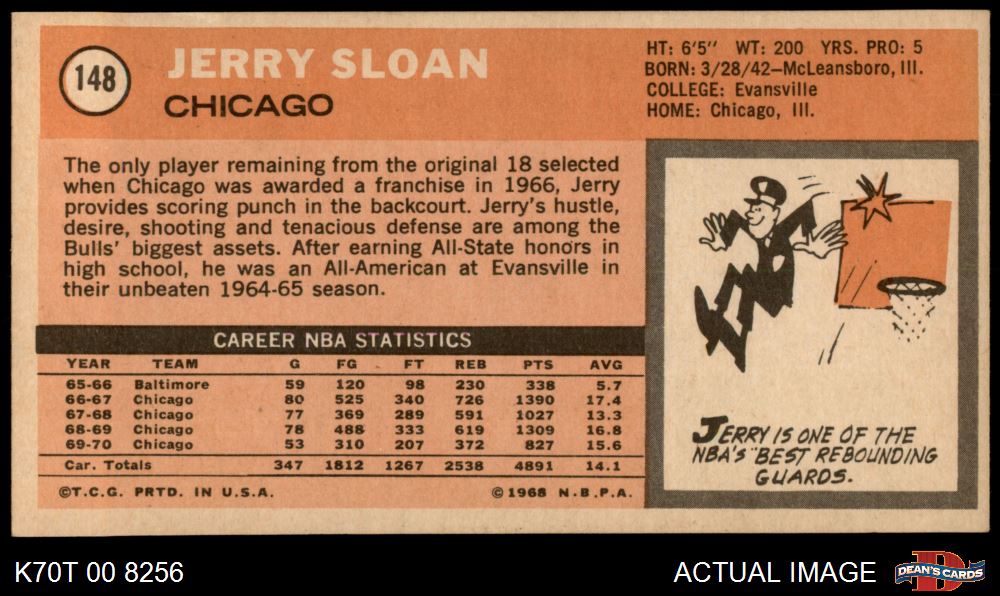 148
JERRY SLOAN
CHICAGO
HT: 6'5" WT: 200 YRS. PRO: 5
BORN: 3/28/42—McLeansboro, Ill.
COLLEGE: Evansville
HOME: Chicago, Ill.
The only player remaining from the original 18 selected
when Chicago was awarded a franchise in 1966, Jerry
provides scoring punch in the backcourt. Jerry's hustle,
desire, shooting and tenacious defense are among the
Bulls' biggest assets. After earning All-State honors in
high school, he was an All-American at Evansville in
their unbeaten 1964-65 season.
CAREER NBA STATISTICS
YEAR TEAM G FG FT REB PTS AVG
65-66 Baltimore 59 120 98 230 338 5.7
66-67 Chicago 80 525 340 726 1390 17.4
67-68 Chicago 77 369 289 591 1027 13.3
68-69 Chicago 78 488 333 619 1309 16.8
69-70 Chicago 53 310 207 372 827 15.6
Car. Totals 347 1812 1267 2538 4891 14.1
©T.C.G. PRTD. IN U.S.A. ©1968 N.B.P.A.
JERRY IS ONE OF THE
NBA'S BEST REBOUNDING
GUARDS.
K70T 00 8256
ACTUAL IMAGE
D
DEAN'S CARDS